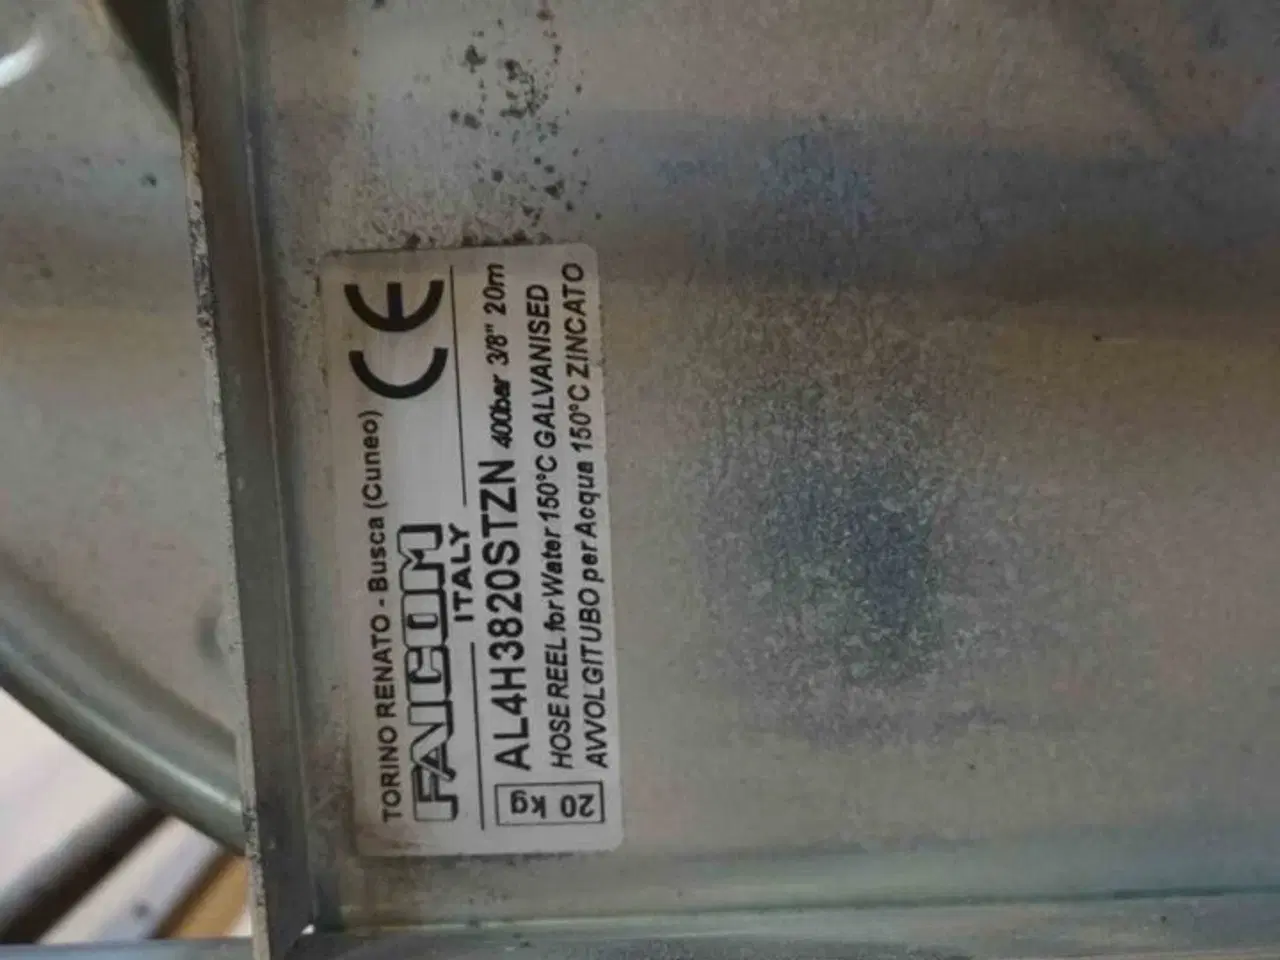 TORINO RENATO - Busca (Cuneo)
FAICOM
ITALY
CE
AL4H3820STZN 400bar 3/8" 20m
HOSE REEL for Water 150°C GALVANISED
AVVOLGITUBO per Acqua 150°C ZINCATO
20
kg